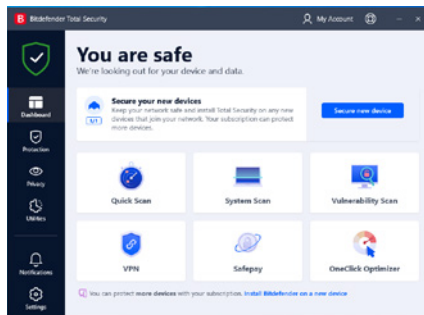 B Bitdefender Total Security
My Account
You are safe
We're looking out for your device and data.
Secure your new devices
Keep your network safe and install Total Security on any new
devices that join your network. Your subscription can protect
more devices.
1/1
Secure new device
Dashboard
Protection
Privacy
Utilities
Notifications
Settings
Quick Scan
System Scan
Vulnerability Scan
VPN
Safepay
OneClick Optimizer
You can protect more devices with your subscription. Install Bitdefender on a new device